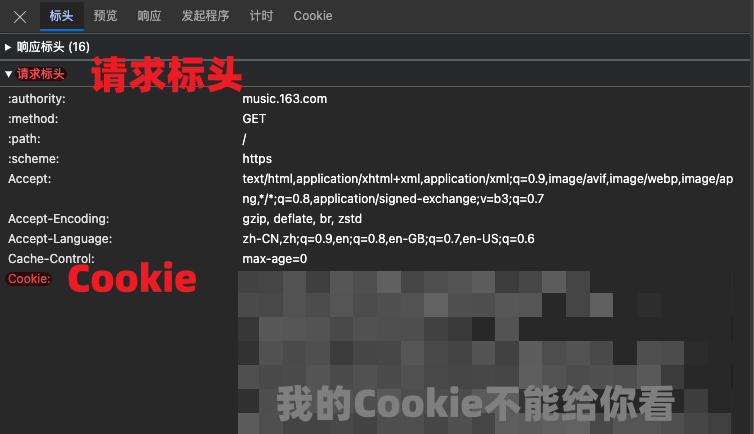 标头 预览 响应 发起程序 计时 Cookie
响应标头 (16)
请求标头 请求标头
:authority: music.163.com
:method: GET
:path: /
:scheme: https
Accept: text/html,application/xhtml+xml,application/xml;q=0.9,image/avif,image/webp,image/ap
ng,*/*;q=0.8,application/signed-exchange;v=b3;q=0.7
Accept-Encoding: gzip, deflate, br, zstd
Accept-Language: zh-CN,zh;q=0.9,en;q=0.8,en-GB;q=0.7,en-US;q=0.6
Cache-Control: max-age=0
Cookie: Cookie
我的Cookie不能给你看